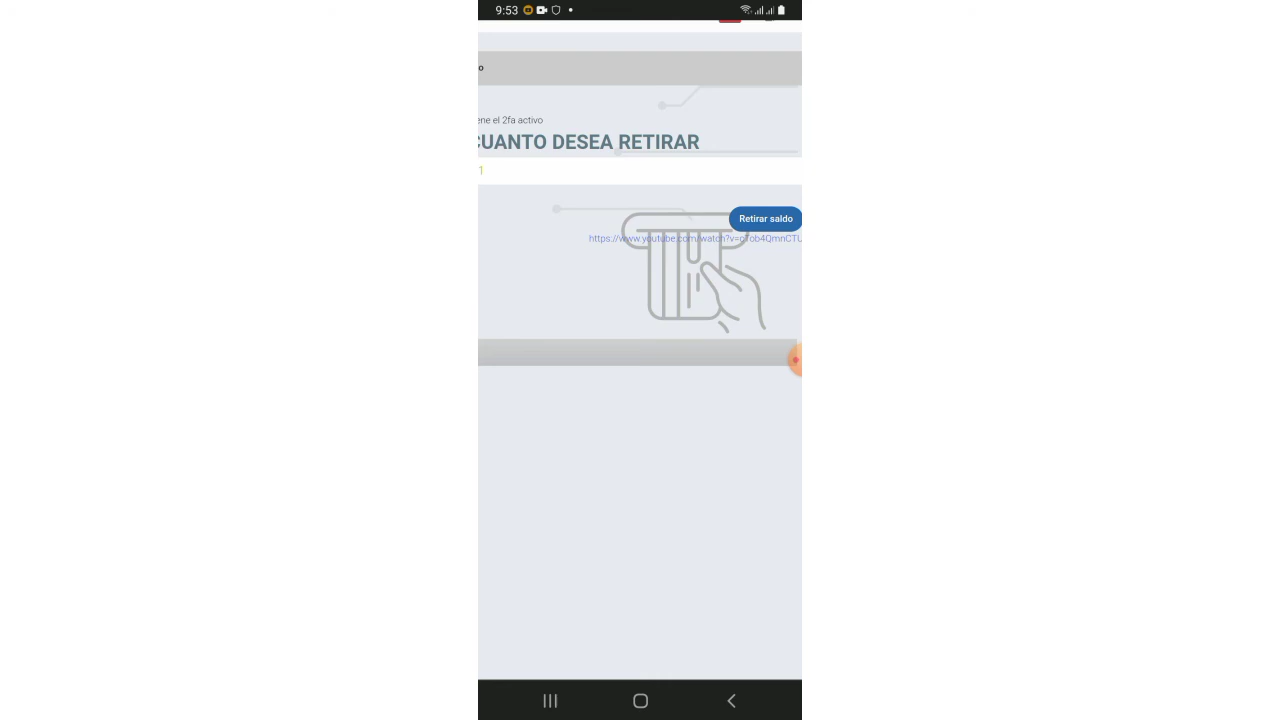 9:53
o
ene el 2fa activo
CUANTO DESEA RETIRAR
1
Retirar saldo